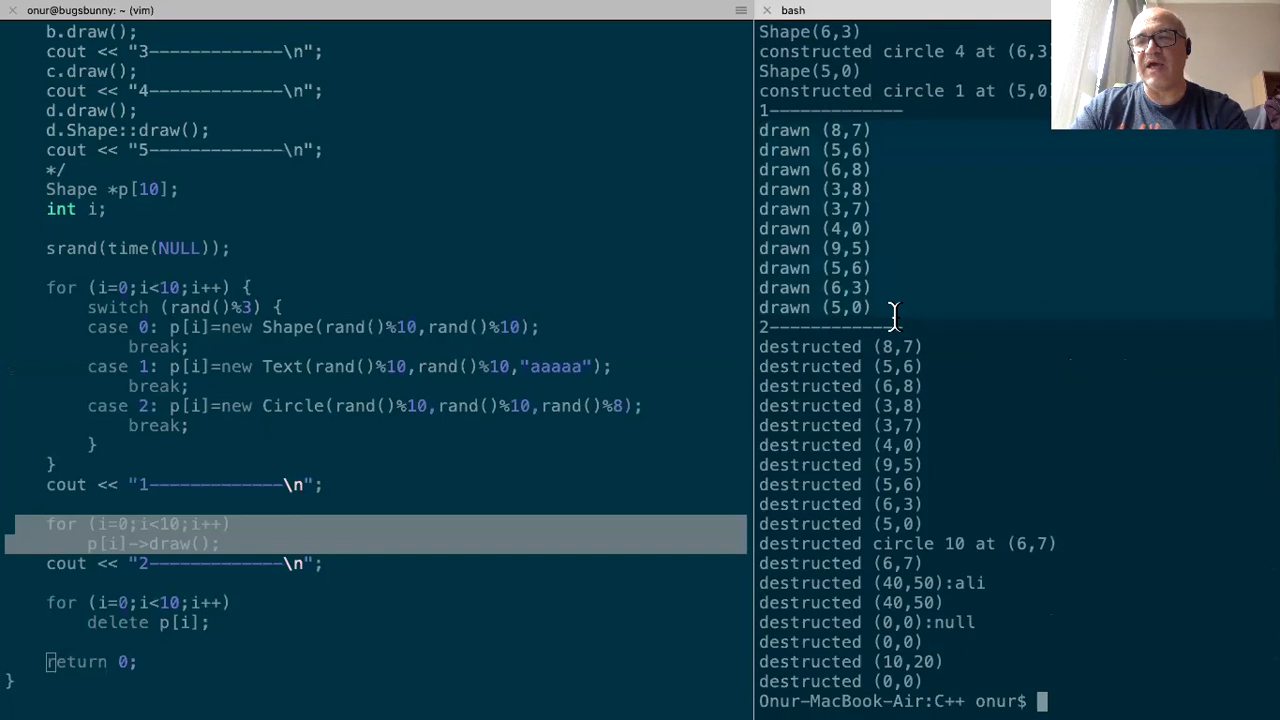 onur@bugsbunny: ~ (vim)
b.draw();
cout << "3-------------\n";
c.draw();
cout << "4-------------\n";
d.draw();
d.Shape::draw();
cout << "5-------------\n";
*/
Shape *p[10];
int i;
srand(time(NULL));
for (i=0;i<10;i++) {
switch (rand()%3) {
case 0: p[i]=new Shape(rand()%10,rand()%10);
break;
case 1: p[i]=new Text(rand()%10,rand()%10,"aaaaa");
break;
case 2: p[i]=new Circle(rand()%10,rand()%10,rand()%8);
break;
}
}
cout << "1-------------\n";
for (i=0;i<10;i++)
p[i]->draw();
cout << "2-------------\n";
for (i=0;i<10;i++)
delete p[i];
return 0;
}
bash
Shape(6,3)
constructed circle 4 at (6,3
Shape(5,0)
constructed circle 1 at (5,0
1-------------
drawn (8,7)
drawn (5,6)
drawn (6,8)
drawn (3,8)
drawn (3,7)
drawn (4,0)
drawn (9,5)
drawn (5,6)
drawn (6,3)
drawn (5,0)
2-------------
destructed (8,7)
destructed (5,6)
destructed (6,8)
destructed (3,8)
destructed (3,7)
destructed (4,0)
destructed (9,5)
destructed (5,6)
destructed (6,3)
destructed (5,0)
destructed circle 10 at (6,7)
destructed (6,7)
destructed (40,50):ali
destructed (40,50)
destructed (0,0):null
destructed (0,0)
destructed (10,20)
destructed (0,0)
Onur-MacBook-Air:C++ onur$